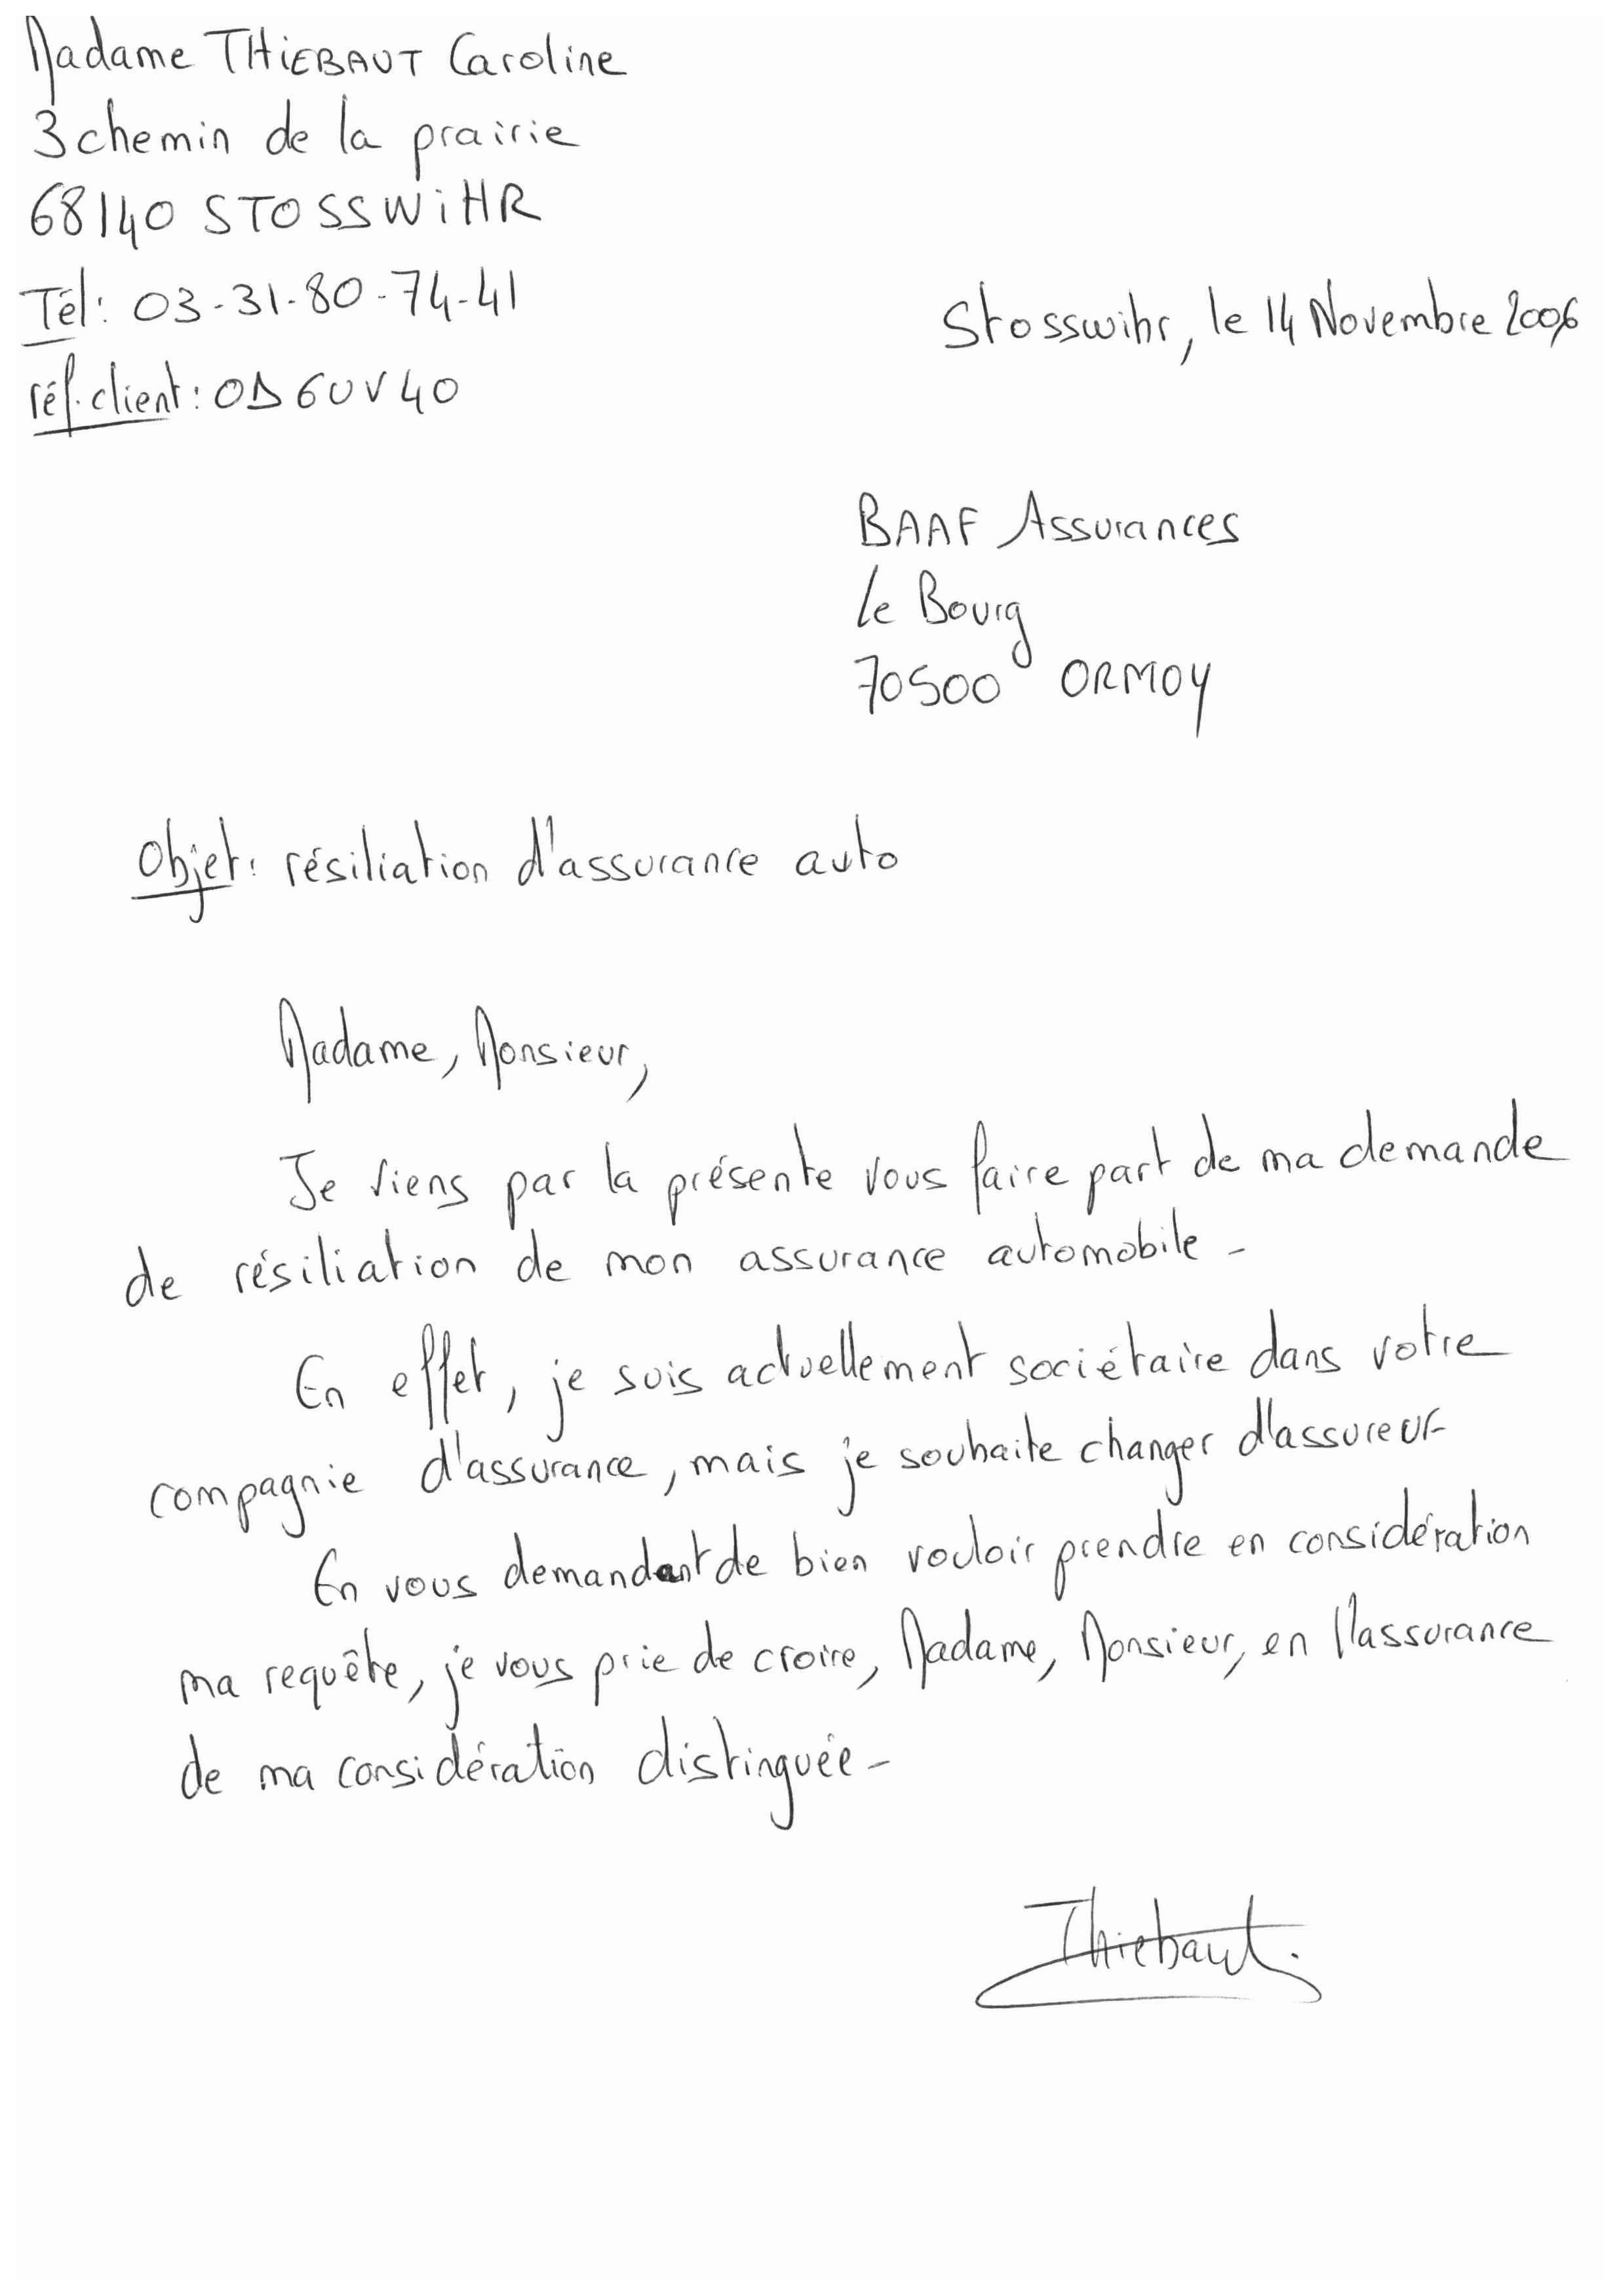 Madame THIEBAUT Caroline
3 chemin de la prairie
68140 STOSSWIHR
Tél: 03-31-80-74-41
Stosswihr, le 14 Novembre 2006
réf. client: OD6UV40
BAAF Assurances
le Bourg
70500 ORMOY
Objet: résiliation d'assurance auto
Madame, Monsieur,
Je viens par la présente vous faire part de ma demande
de résiliation de mon assurance automobile -
En effet, je suis actuellement sociétaire dans votre
compagnie d'assurance, mais je souhaite changer d'assureur-
En vous demandant de bien vouloir prendre en considération
ma requête, je vous prie de croire, Madame, Monsieur, en l'assurance
de ma considération distinguée -
Thiebaut.